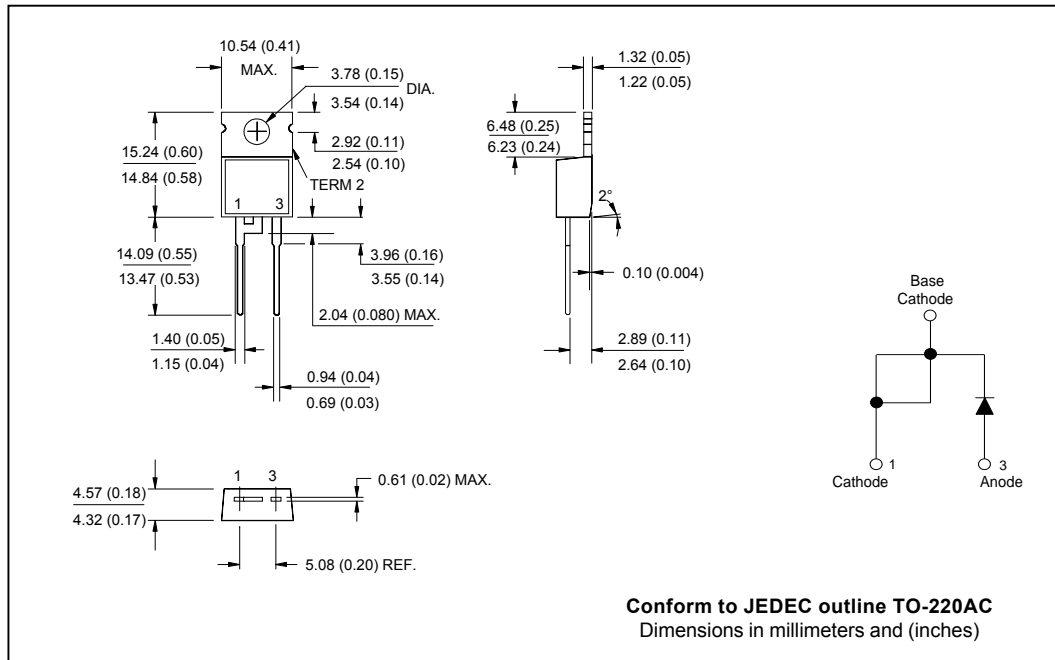 10.54 (0.41)
MAX.
3.78 (0.15)
3.54 (0.14)
DIA.
2.92 (0.11)
2.54 (0.10)
TERM 2
15.24 (0.60)
14.84 (0.58)
1 3
14.09 (0.55)
13.47 (0.53)
3.96 (0.16)
3.55 (0.14)
2.04 (0.080) MAX.
1.40 (0.05)
1.15 (0.04)
0.94 (0.04)
0.69 (0.03)
1.32 (0.05)
1.22 (0.05)
6.48 (0.25)
6.23 (0.24)
2°
0.10 (0.004)
2.89 (0.11)
2.64 (0.10)
Base
Cathode
1
Cathode
3
Anode
1 3
0.61 (0.02) MAX.
4.57 (0.18)
4.32 (0.17)
5.08 (0.20) REF.
Conform to JEDEC outline TO-220AC
Dimensions in millimeters and (inches)